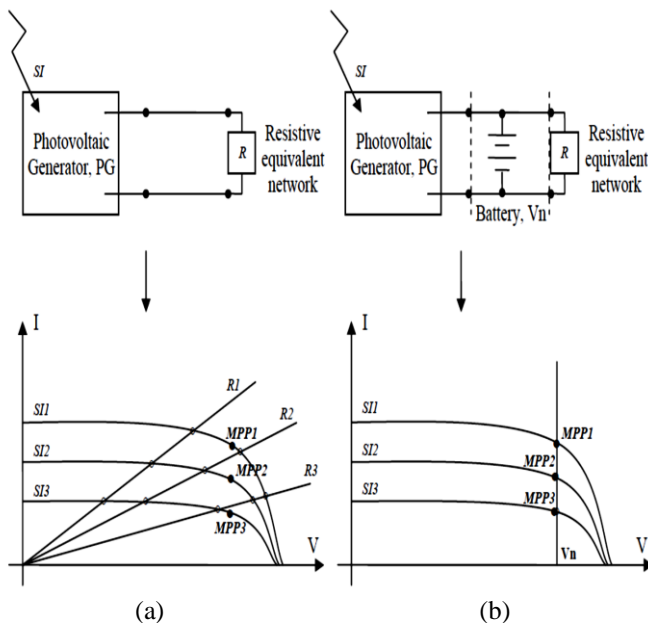 SI
Photovoltaic
Generator, PG
R
Resistive
equivalent
network
SI
Photovoltaic
Generator, PG
Battery, Vn
R
Resistive
equivalent
network
I
R1
R2
R3
SI1
SI2
SI3
MPP1
MPP2
MPP3
V
I
SI1
SI2
SI3
MPP1
MPP2
MPP3
V
Vn
(a)
(b)